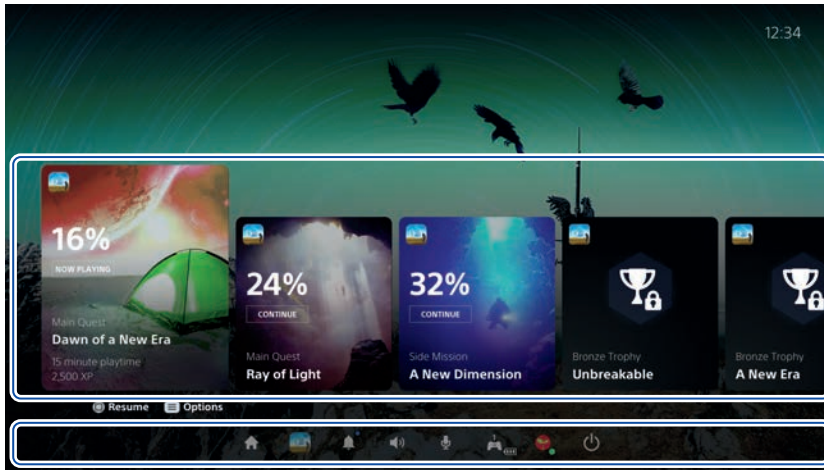 12:34
16%
NOW PLAYING
Main Quest
Dawn of a New Era
15 minute playtime
2,500 XP
24%
CONTINUE
Main Quest
Ray of Light
32%
CONTINUE
Side Mission
A New Dimension
Bronze Trophy
Unbreakable
Bronze Trophy
A New Era
Resume
Options
1